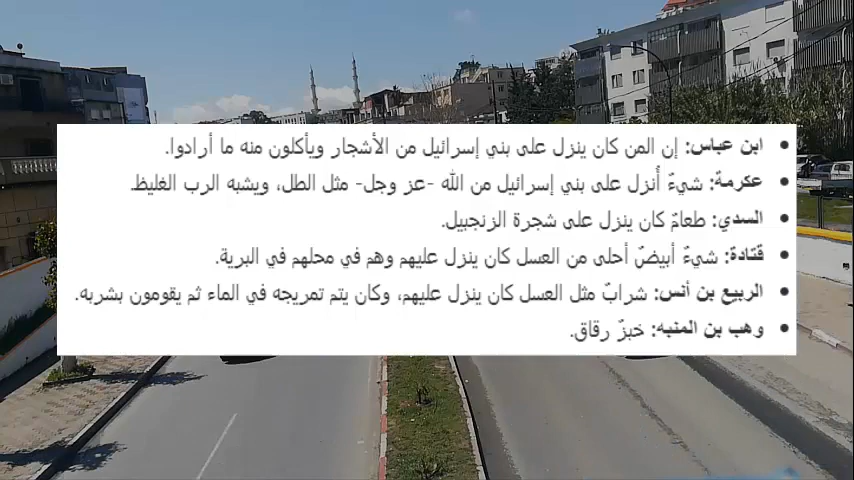 • ابن عباس: إن المن كان ينزل على بني إسرائيل من الأشجار ويأكلون منه ما أرادوا.
• عكرمة: شيءٌ أُنزل على بني إسرائيل من الله -عز وجل- مثل الطل، ويشبه الرب الغليظ.
• السدي: طعامٌ كان ينزل على شجرة الزنجبيل.
• قتادة: شيءٌ أبيضٌ أحلى من العسل كان ينزل عليهم وهم في محلهم في البرية.
• الربيع بن أنس: شرابٌ مثل العسل كان ينزل عليهم، وكان يتم تمريجه في الماء ثم يقومون بشربه.
• وهب بن المنبه: خبزٌ رقاق.